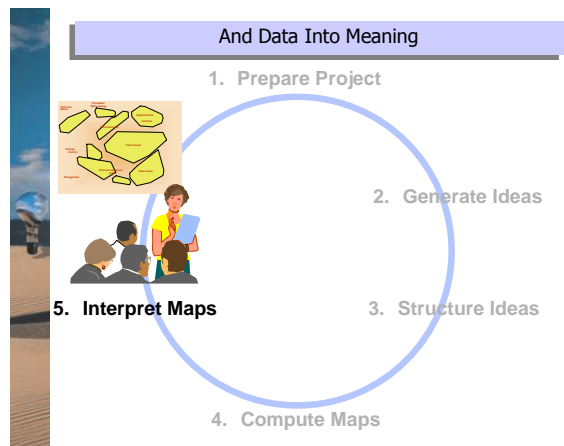 And Data Into Meaning
1. Prepare Project
2. Generate Ideas
5. Interpret Maps
3. Structure Ideas
4. Compute Maps